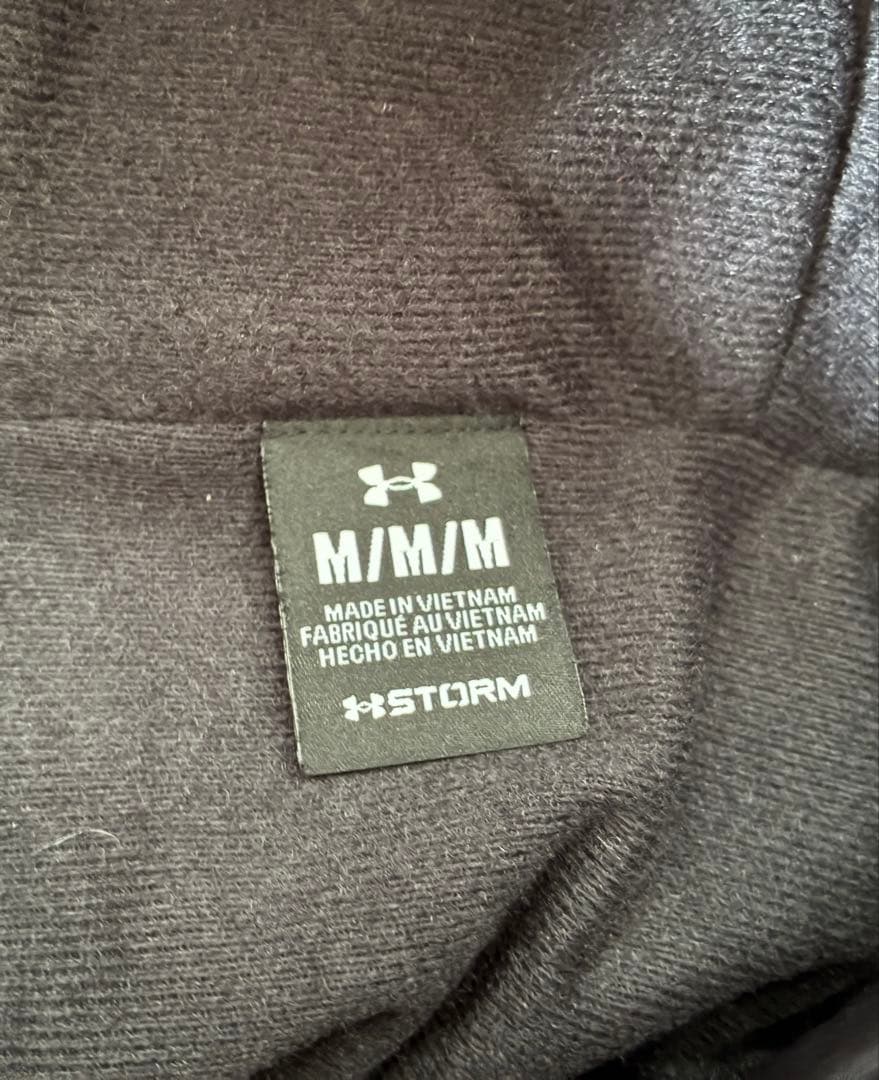 M/M/M
MADE IN VIETNAM
FABRIQUÉ AU VIETNAM
HECHO EN VIETNAM
STORM